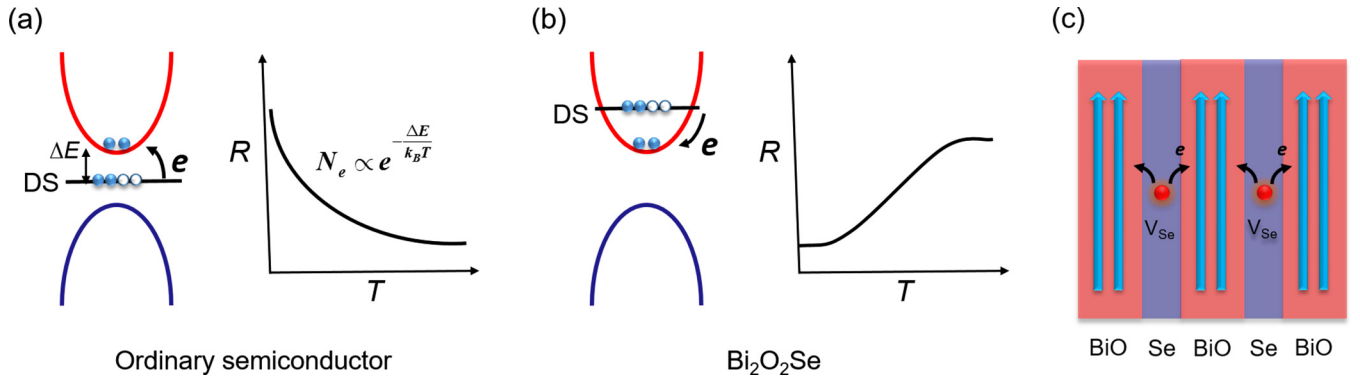 (a)
ΔE
DS
e
R
N_e ∝ e^{-ΔE/k_BT}
T
Ordinary semiconductor
(b)
DS
e
R
T
Bi₂O₂Se
(c)
e
e
V_Se
V_Se
BiO Se BiO Se BiO